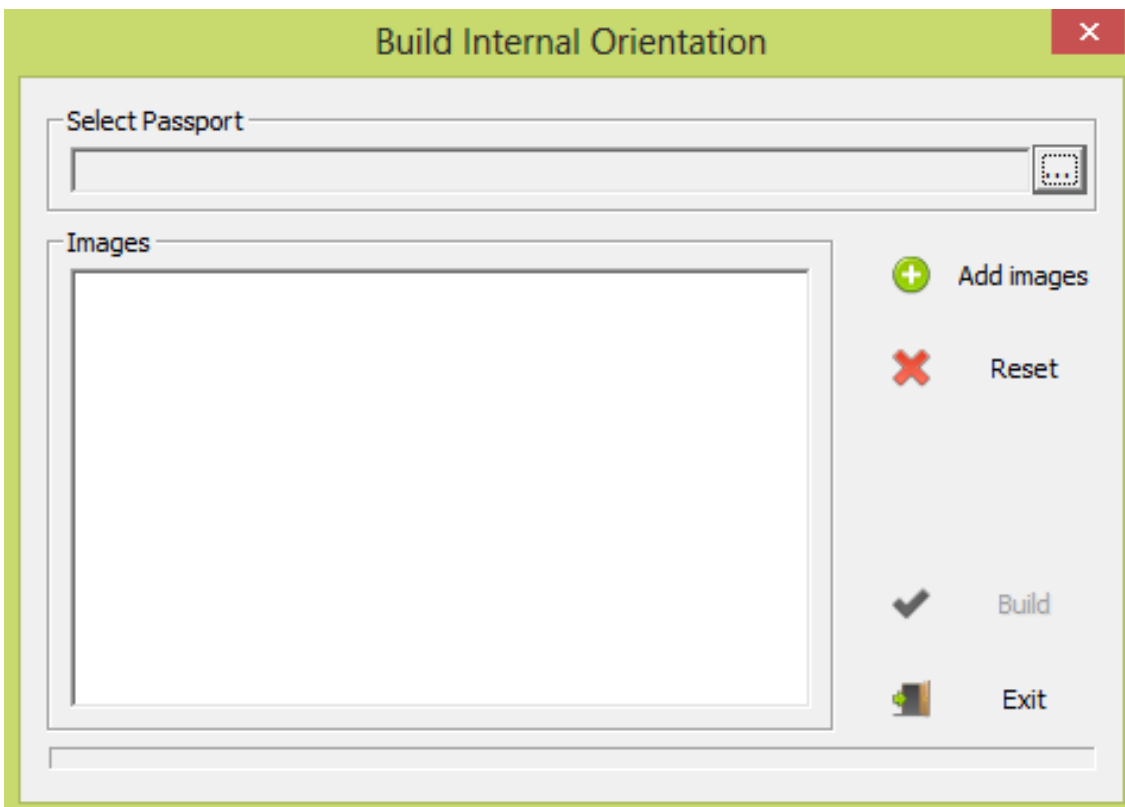 Build Internal Orientation
Select Passport
...
Images
Add images
Reset
Build
Exit